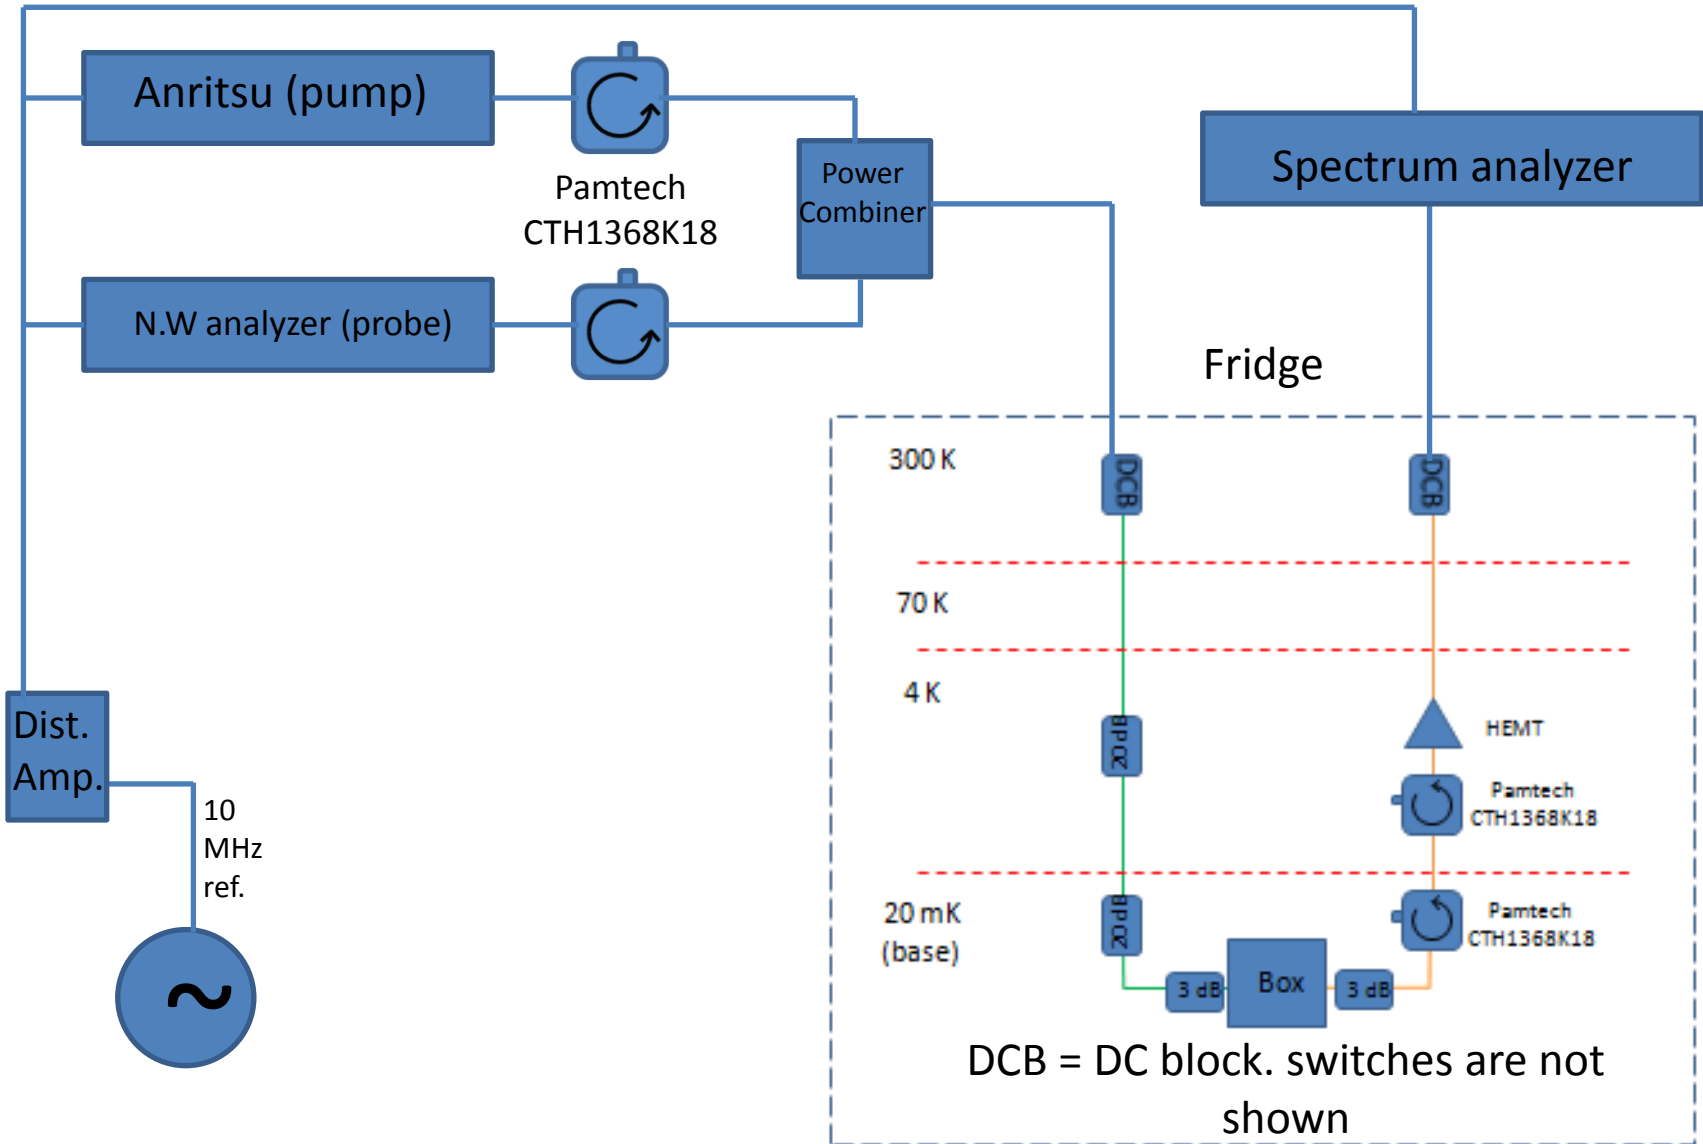 Anritsu (pump)
Pamtech
CTH1368K18
Power
Combiner
Spectrum analyzer
N.W analyzer (probe)
Fridge
300 K
DCB
DCB
70 K
4 K
20 dB
HEMT
Pamtech
CTH1368K18
Dist.
Amp.
10
MHz
ref.
~
20 mK
(base)
20 dB
Pamtech
CTH1368K18
3 dB
Box
3 dB
DCB = DC block. switches are not
shown